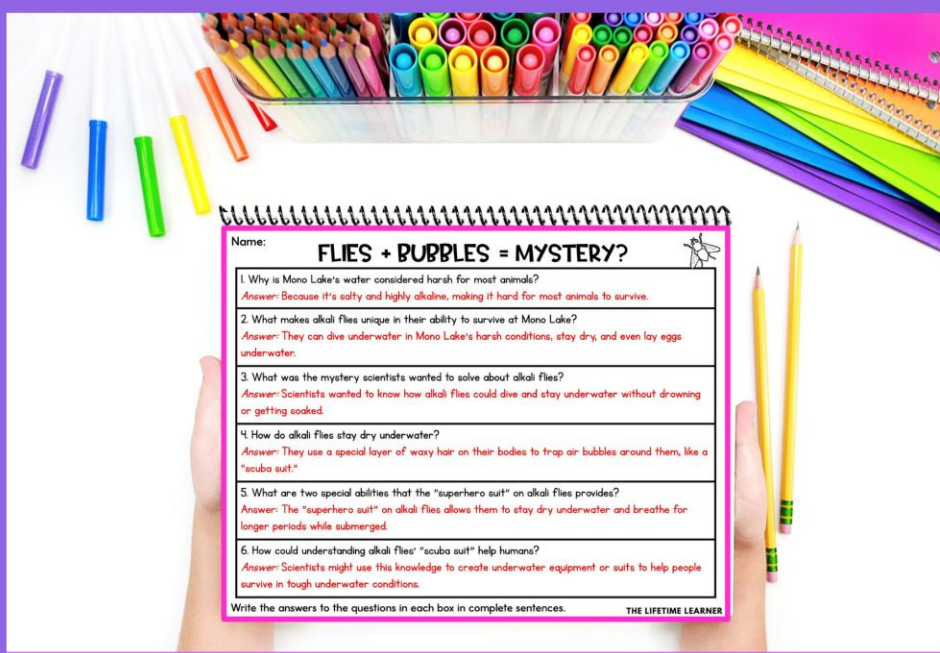 Name:
FLIES + BUBBLES = MYSTERY?
1. Why is Mono Lake's water considered harsh for most animals?
Answer: Because it's salty and highly alkaline, making it hard for most animals to survive.
2. What makes alkali flies unique in their ability to survive at Mono Lake?
Answer: They can dive underwater in Mono Lake's harsh conditions, stay dry, and even lay eggs
underwater.
3. What was the mystery scientists wanted to solve about alkali flies?
Answer: Scientists wanted to know how alkali flies could dive and stay underwater without drowning
or getting soaked.
4. How do alkali flies stay dry underwater?
Answer: They use a special layer of waxy hair on their bodies to trap air bubbles around them, like a
"scuba suit."
5. What are two special abilities that the "superhero suit" on alkali flies provides?
Answer: The "superhero suit" on alkali flies allows them to stay dry underwater and breathe for
longer periods while submerged.
6. How could understanding alkali flies' "scuba suit" help humans?
Answer: Scientists might use this knowledge to create underwater equipment or suits to help people
survive in tough underwater conditions.
Write the answers to the questions in each box in complete sentences.
THE LIFETIME LEARNER